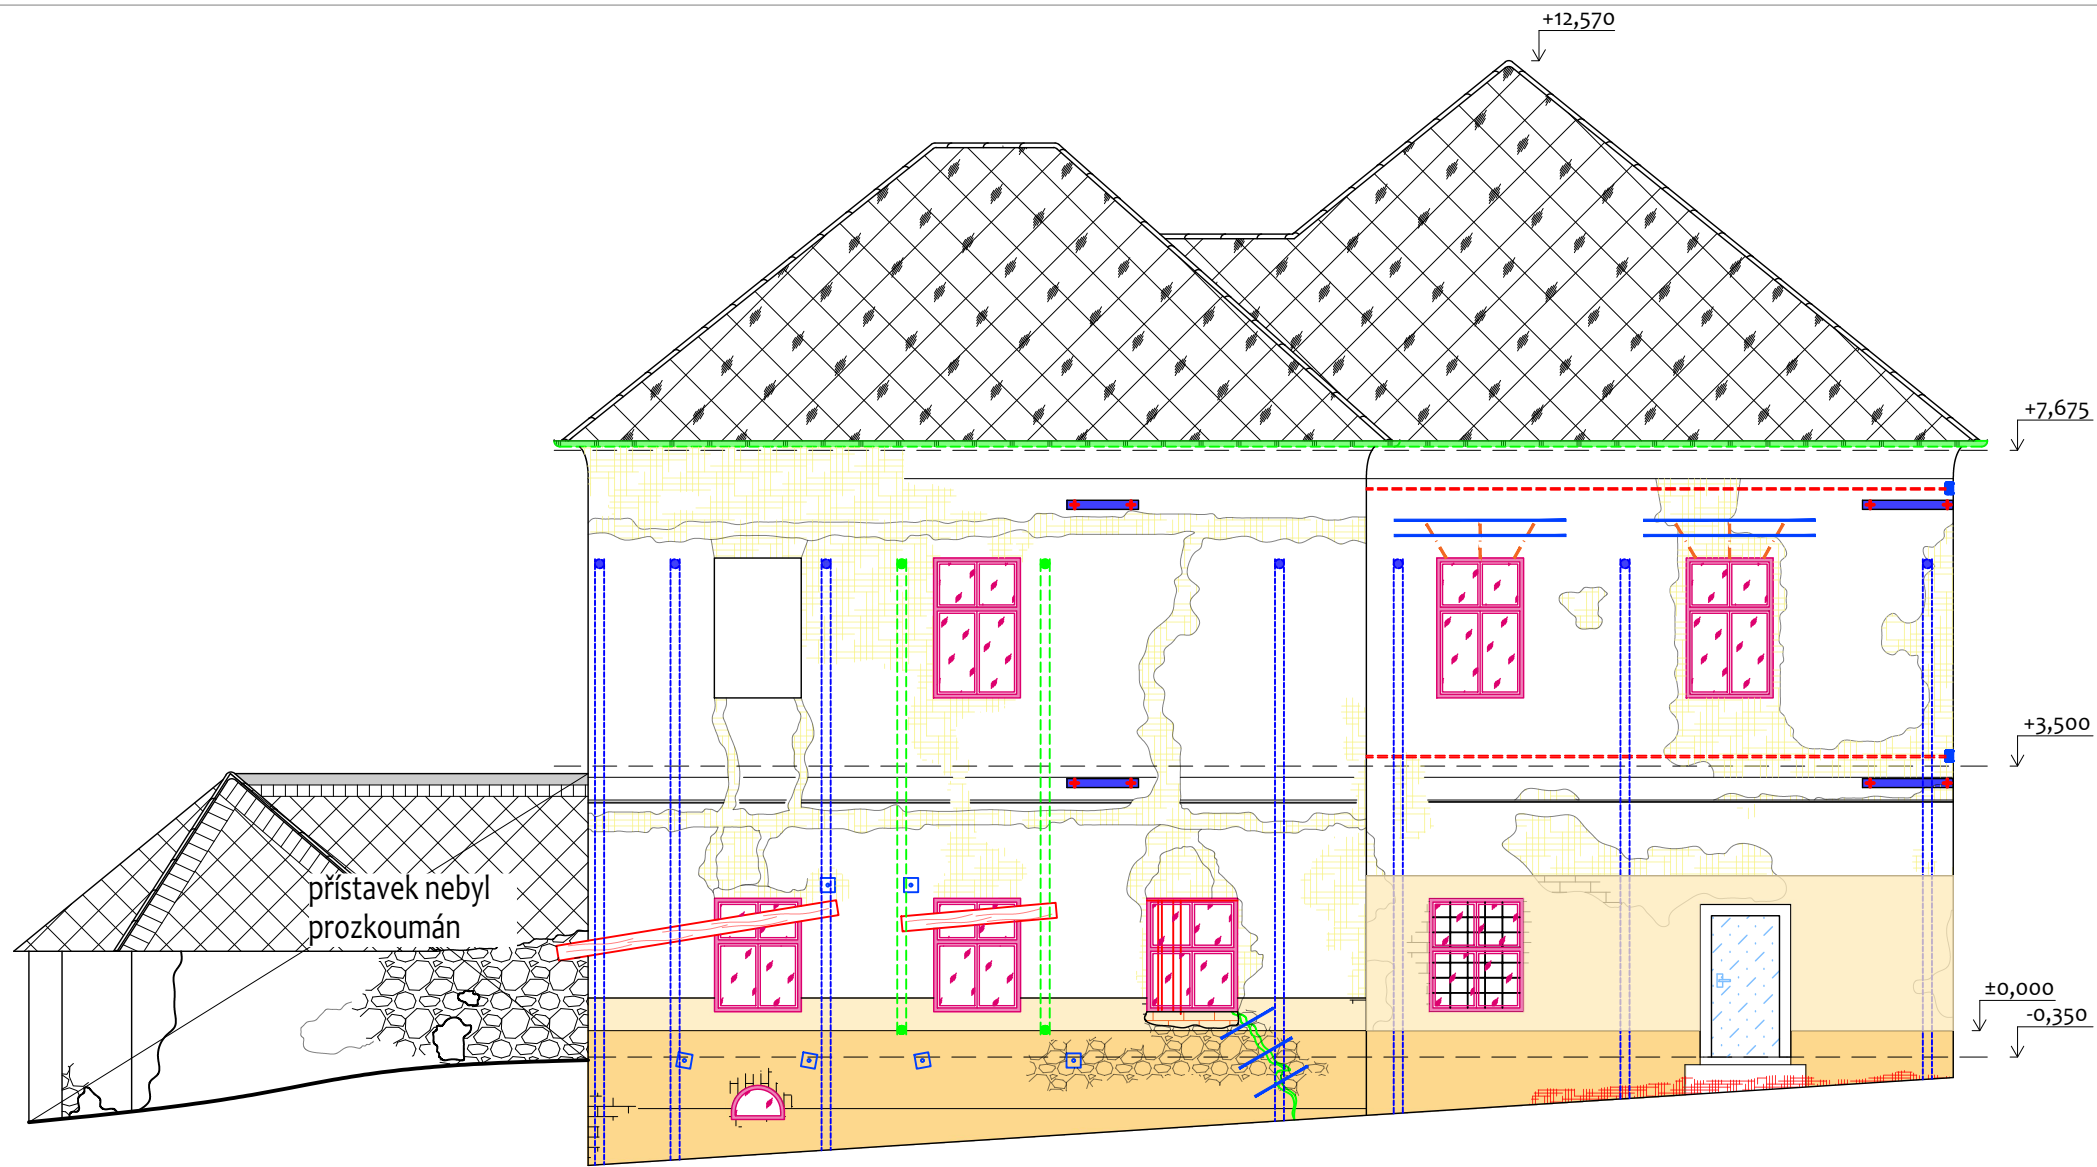 +12,570
+7,675
+3,500
přístavek nebyl
prozkoumán
±0,000
-0,350